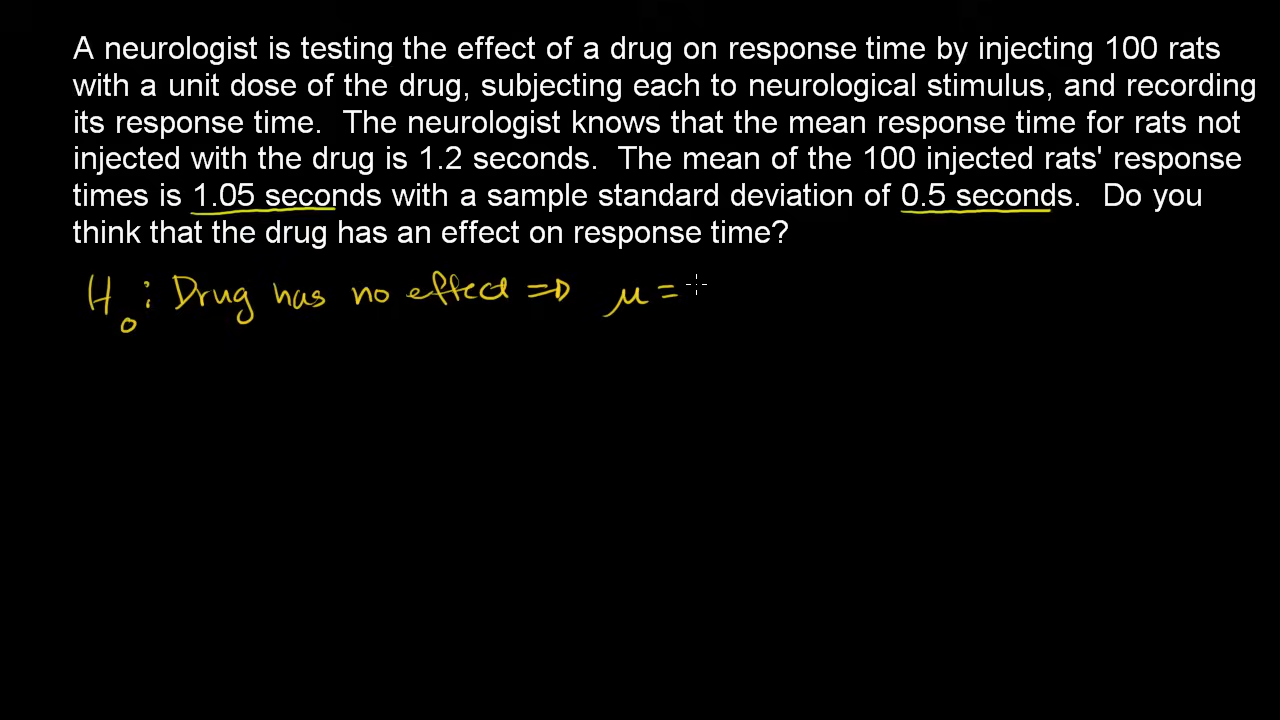 A neurologist is testing the effect of a drug on response time by injecting 100 rats
with a unit dose of the drug, subjecting each to neurological stimulus, and recording
its response time.  The neurologist knows that the mean response time for rats not
injected with the drug is 1.2 seconds.  The mean of the 100 injected rats' response
times is 1.05 seconds with a sample standard deviation of 0.5 seconds.  Do you
think that the drug has an effect on response time?
H₀: Drug has no effect ⇒ μ =